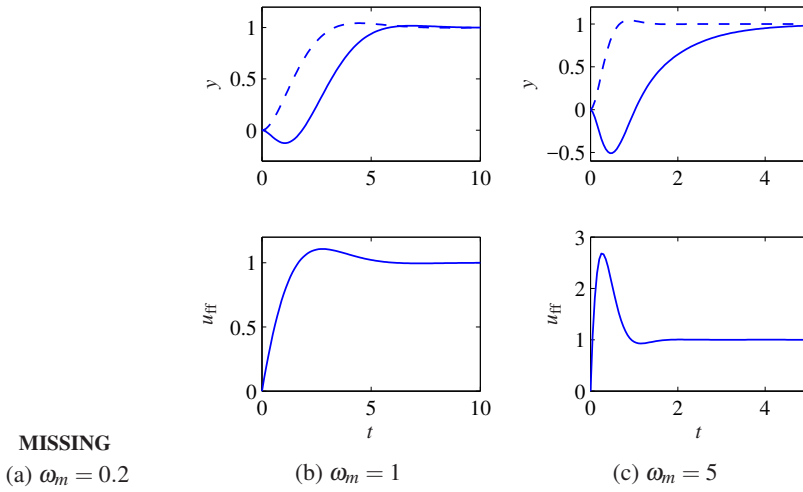 1
0.5
0
y
0 5 10
1
0.5
0
−0.5
y
0 2 4
1
0.5
0
u_ff
0 5 10
t
3
2
1
0
u_ff
0 2 4
t
MISSING
(a) ω_m = 0.2
(b) ω_m = 1
(c) ω_m = 5